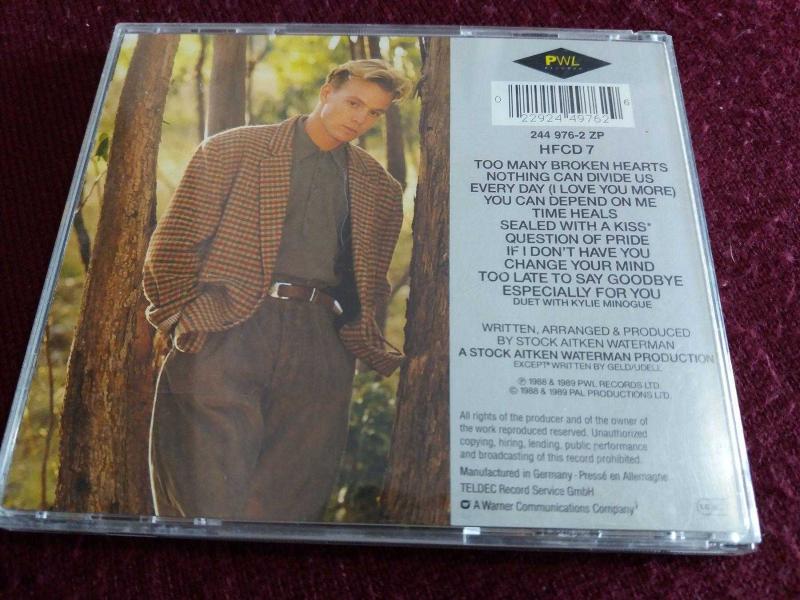 PWL
RECORDS
0 22924 49762 6
244 976-2 ZP
HFCD 7
TOO MANY BROKEN HEARTS
NOTHING CAN DIVIDE US
EVERY DAY (I LOVE YOU MORE)
YOU CAN DEPEND ON ME
TIME HEALS
SEALED WITH A KISS*
QUESTION OF PRIDE
IF I DON'T HAVE YOU
CHANGE YOUR MIND
TOO LATE TO SAY GOODBYE
ESPECIALLY FOR YOU
DUET WITH KYLIE MINOGUE
WRITTEN, ARRANGED & PRODUCED
BY STOCK AITKEN WATERMAN
A STOCK AITKEN WATERMAN PRODUCTION
EXCEPT* WRITTEN BY GELD/UDELL
℗ 1988 & 1989 PWL RECORDS LTD.
© 1988 & 1989 PAL PRODUCTIONS LTD.
All rights of the producer and of the owner of
the work reproduced reserved. Unauthorized
copying, hiring, lending, public performance
and broadcasting of this record prohibited.
Manufactured in Germany · Pressé en Allemagne
TELDEC Record Service GmbH
A Warner Communications Company